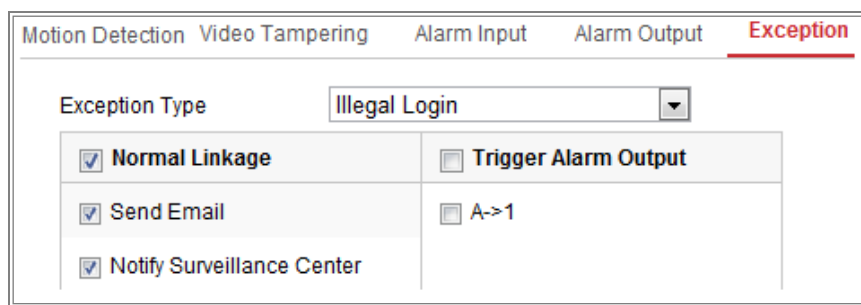 Motion Detection Video Tampering Alarm Input Alarm Output Exception
Exception Type Illegal Login
Normal Linkage Trigger Alarm Output
Send Email A->1
Notify Surveillance Center